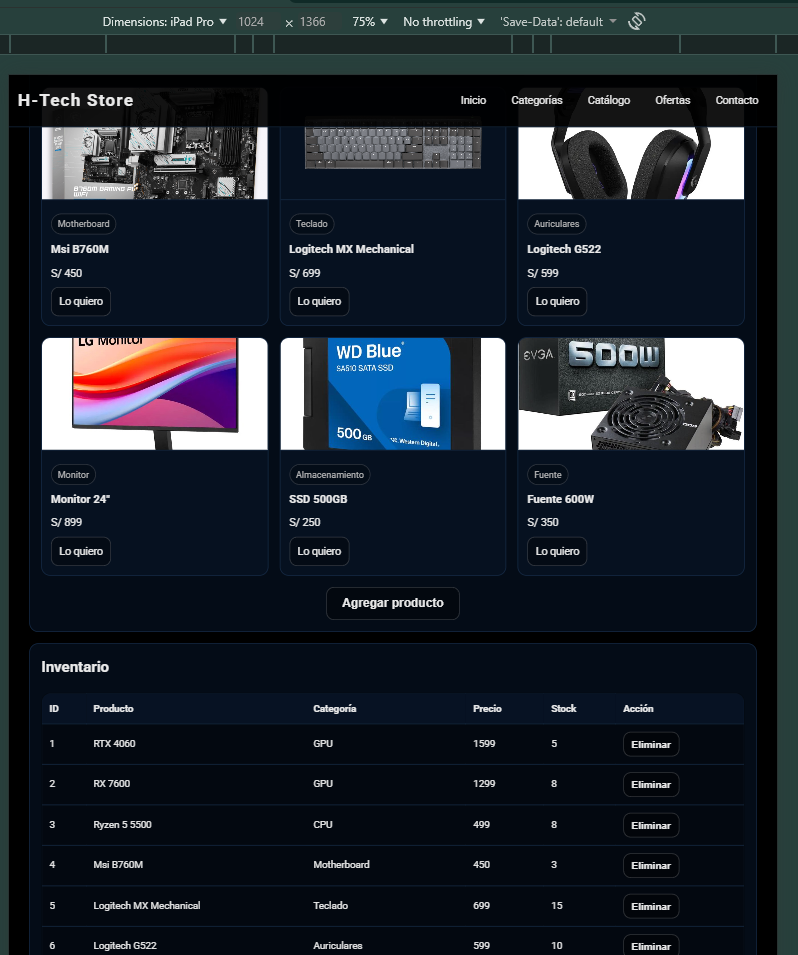 Dimensions: iPad Pro 1024 × 1366 75% No throttling 'Save-Data': default
H-Tech Store Inicio Categorías Catálogo Ofertas Contacto
B760M GAMING P
WIFI
Motherboard Teclado Auriculares
Msi B760M Logitech MX Mechanical Logitech G522
S/ 450 S/ 699 S/ 599
Lo quiero Lo quiero Lo quiero
LG Monitor WD Blue EVGA 600W
SA510 SATA SSD
500GB
Western Digital.
Monitor Almacenamiento Fuente
Monitor 24" SSD 500GB Fuente 600W
S/ 899 S/ 250 S/ 350
Lo quiero Lo quiero Lo quiero
Agregar producto
Inventario
ID Producto Categoría Precio Stock Acción
1 RTX 4060 GPU 1599 5 Eliminar
2 RX 7600 GPU 1299 8 Eliminar
3 Ryzen 5 5500 CPU 499 8 Eliminar
4 Msi B760M Motherboard 450 3 Eliminar
5 Logitech MX Mechanical Teclado 699 15 Eliminar
6 Logitech G522 Auriculares 599 10 Eliminar